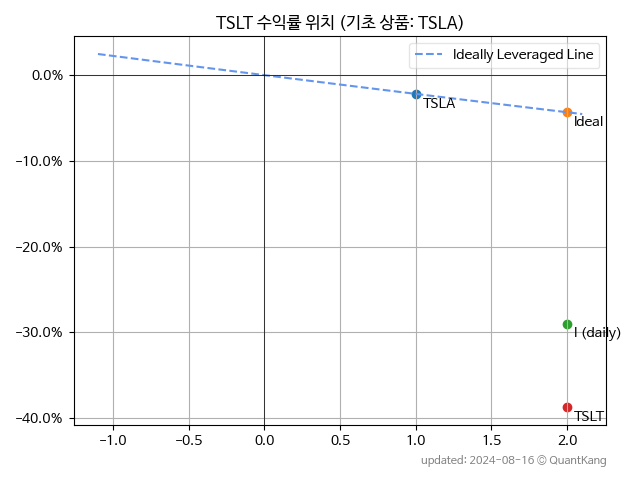 TSLT 수익률 위치 (기초 상품: TSLA)
Ideally Leveraged Line
0.0%
−10.0%
−20.0%
−30.0%
−40.0%
TSLA
Ideal
I (daily)
TSLT
−1.0 −0.5 0.0 0.5 1.0 1.5 2.0
updated: 2024-08-16 © QuantKang